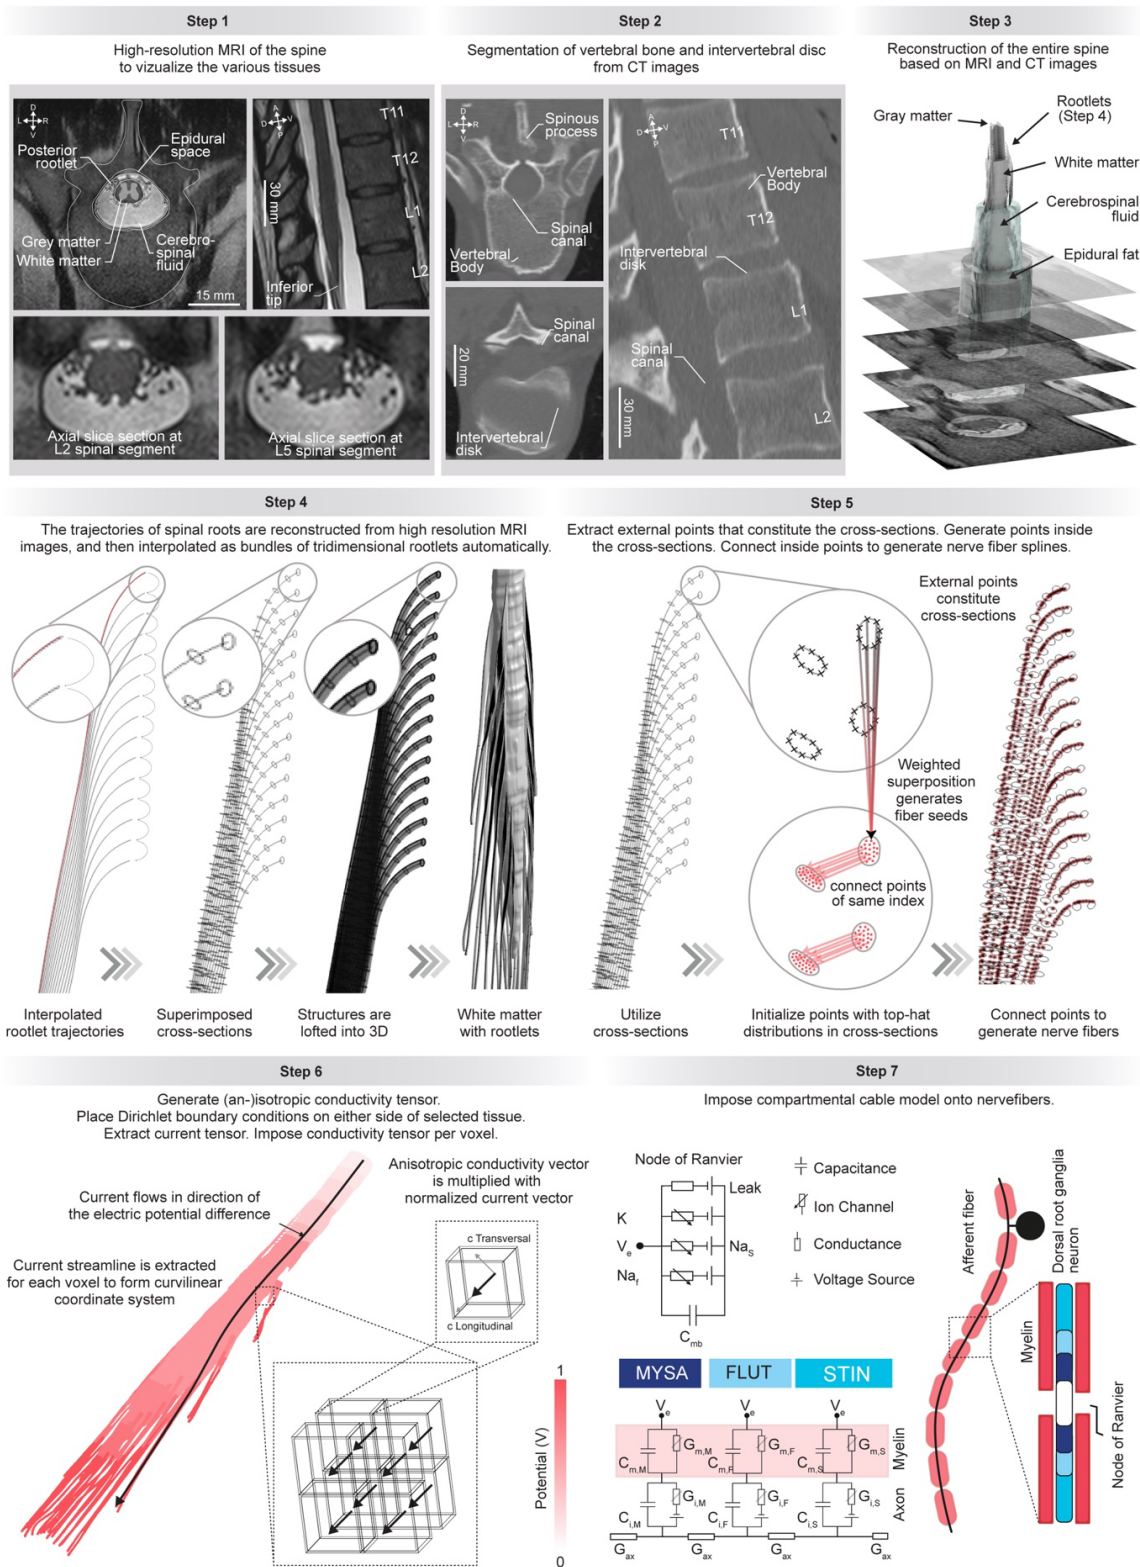 Step 1
High-resolution MRI of the spine
to vizualize the various tissues
D
L
R
V
Posterior
rootlet
Epidural
space
Grey matter
White matter
Cerebro-
spinal
fluid
15 mm
A
D
P
T11
T12
L1
L2
30 mm
Inferior
tip
Axial slice section at
L2 spinal segment
Axial slice section at
L5 spinal segment
Step 2
Segmentation of vertebral bone and intervertebral disc
from CT images
D
L
R
V
Spinous
process
Spinal
canal
Vertebral
Body
Spinal
canal
20 mm
Intervertebral
disk
T11
Vertebral
Body
T12
Intervertebral
disk
L1
Spinal
canal
30 mm
L2
Step 3
Reconstruction of the entire spine
based on MRI and CT images
Gray matter
Rootlets
(Step 4)
White matter
Cerebrospinal
fluid
Epidural fat
Step 4
The trajectories of spinal roots are reconstructed from high resolution MRI
images, and then interpolated as bundles of tridimensional rootlets automatically.
Interpolated
rootlet trajectories
Superimposed
cross-sections
Structures are
lofted into 3D
White matter
with rootlets
Step 5
Extract external points that constitute the cross-sections. Generate points inside
the cross-sections. Connect inside points to generate nerve fiber splines.
External points
constitute
cross-sections
Weighted
superposition
generates
fiber seeds
connect points
of same index
Utilize
cross-sections
Initialize points with top-hat
distributions in cross-sections
Connect points to
generate nerve fibers
Step 6
Generate (an-)isotropic conductivity tensor.
Place Dirichlet boundary conditions on either side of selected tissue.
Extract current tensor. Impose conductivity tensor per voxel.
Anisotropic conductivity vector
is multiplied with
normalized current vector
Current flows in direction of
the electric potential difference
Current streamline is extracted
for each voxel to form curvilinear
coordinate system
c Transversal
c Longitudinal
1
Potential (V)
0
Step 7
Impose compartmental cable model onto nervefibers.
Node of Ranvier
Leak
K
Ve
NaS
Naf
Cmb
Capacitance
Ion Channel
Conductance
Voltage Source
Afferent fiber
Dorsal root ganglia
neuron
Myelin
Node of Ranvier
MYSA
FLUT
STIN
Ve
Ve
Ve
Gm,M
Gm,F
Gm,S
Cm,M
Cm,F
Cm,S
Myelin
Gi,M
Gi,F
Gi,S
Ci,M
Ci,F
Ci,S
Axon
Gax
Gax
Gax
Gax